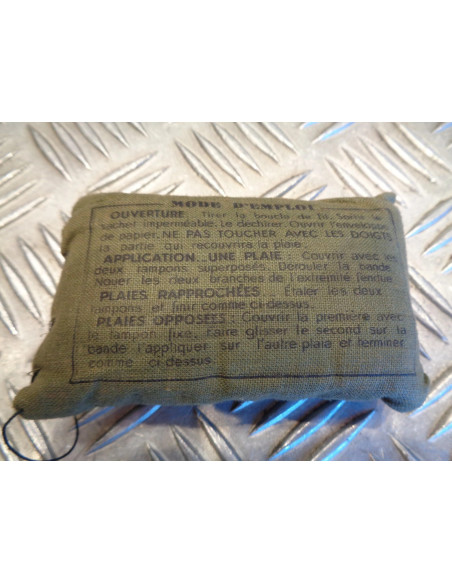 MODE D'EMPLOI
OUVERTURE. Tirer la boucle de fil. Saisir le
sachet imperméable. Le déchirer. Ouvrir l'enveloppe
de papier. NE PAS TOUCHER AVEC LES DOIGTS
la partie qui recouvrira la plaie.
APPLICATION. UNE PLAIE : Couvrir avec les
deux tampons superposés. Dérouler la bande.
Nouer les deux branches de l'extrémité fendue.
PLAIES RAPPROCHÉES. Étaler les deux
tampons et finir comme ci-dessus.
PLAIES OPPOSÉES : Couvrir la première avec
le tampon fixe. Faire glisser le second sur la
bande l'appliquer sur l'autre plaie et terminer
comme ci-dessus